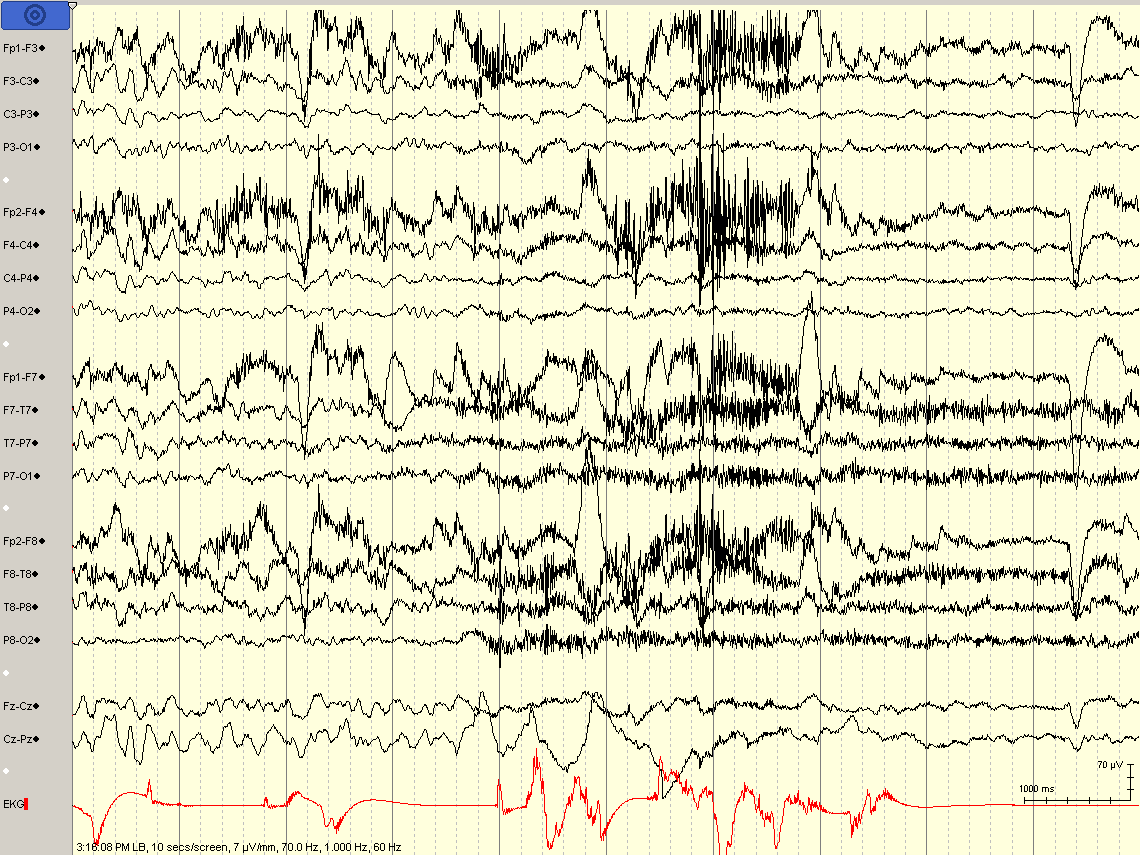 Fp1-F3
F3-C3
C3-P3
P3-O1
Fp2-F4
F4-C4
C4-P4
P4-O2
Fp1-F7
F7-T7
T7-P7
P7-O1
Fp2-F8
F8-T8
T8-P8
P8-O2
Fz-Cz
Cz-Pz
70 µV
1000 ms
EKG
3:16:08 PM LB, 10 secs/screen, 7 µV/mm, 70.0 Hz, 1.000 Hz, 60 Hz